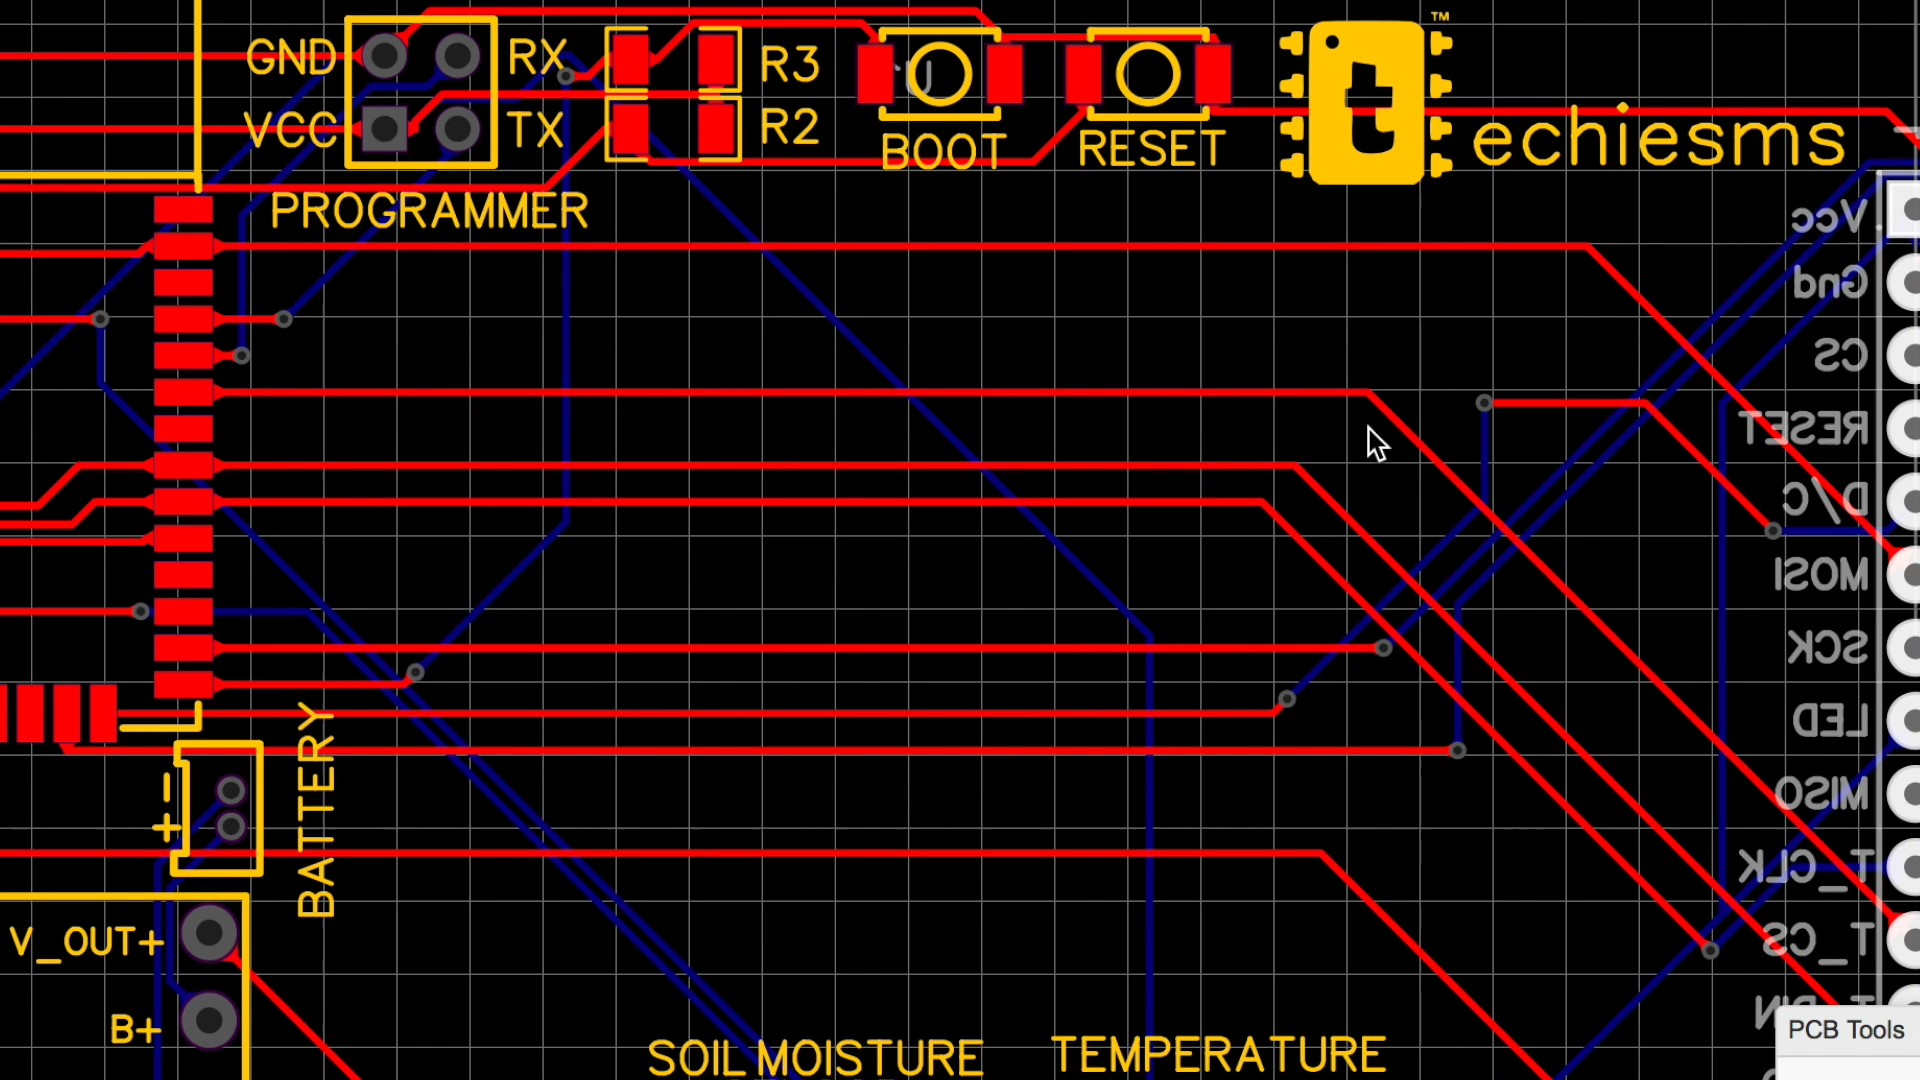 GND
RX
R3
BOOT
RESET
™
echiesms
VCC
TX
R2
PROGRAMMER
Vcc
Gnd
CS
RESET
D/C
MOSI
SCK
LED
MISO
T_CLK
T_CS
BATTERY
−
+
V_OUT+
B+
SOIL MOISTURE
TEMPERATURE
PCB Tools